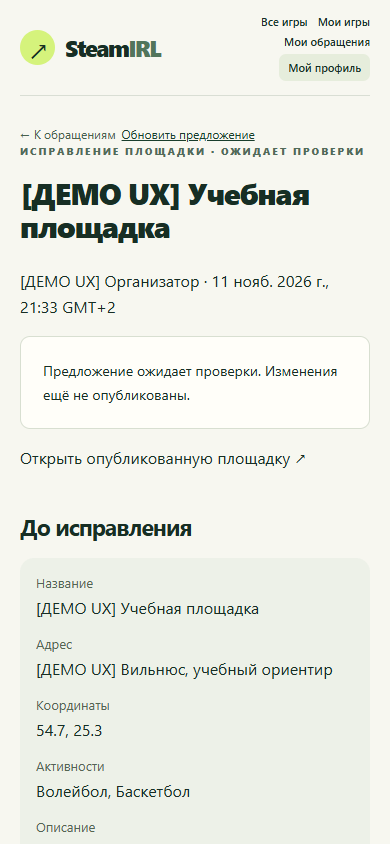 Все игры Мои игры
SteamIRL
Мои обращения
Мой профиль
← К обращениям Обновить предложение
ИСПРАВЛЕНИЕ ПЛОЩАДКИ · ОЖИДАЕТ ПРОВЕРКИ
[ДЕМО UX] Учебная
площадка
[ДЕМО UX] Организатор · 11 нояб. 2026 г.,
21:33 GMT+2
Предложение ожидает проверки. Изменения
ещё не опубликованы.
Открыть опубликованную площадку ↗
До исправления
Название
[ДЕМО UX] Учебная площадка
Адрес
[ДЕМО UX] Вильнюс, учебный ориентир
Координаты
54.7, 25.3
Активности
Волейбол, Баскетбол
Описание